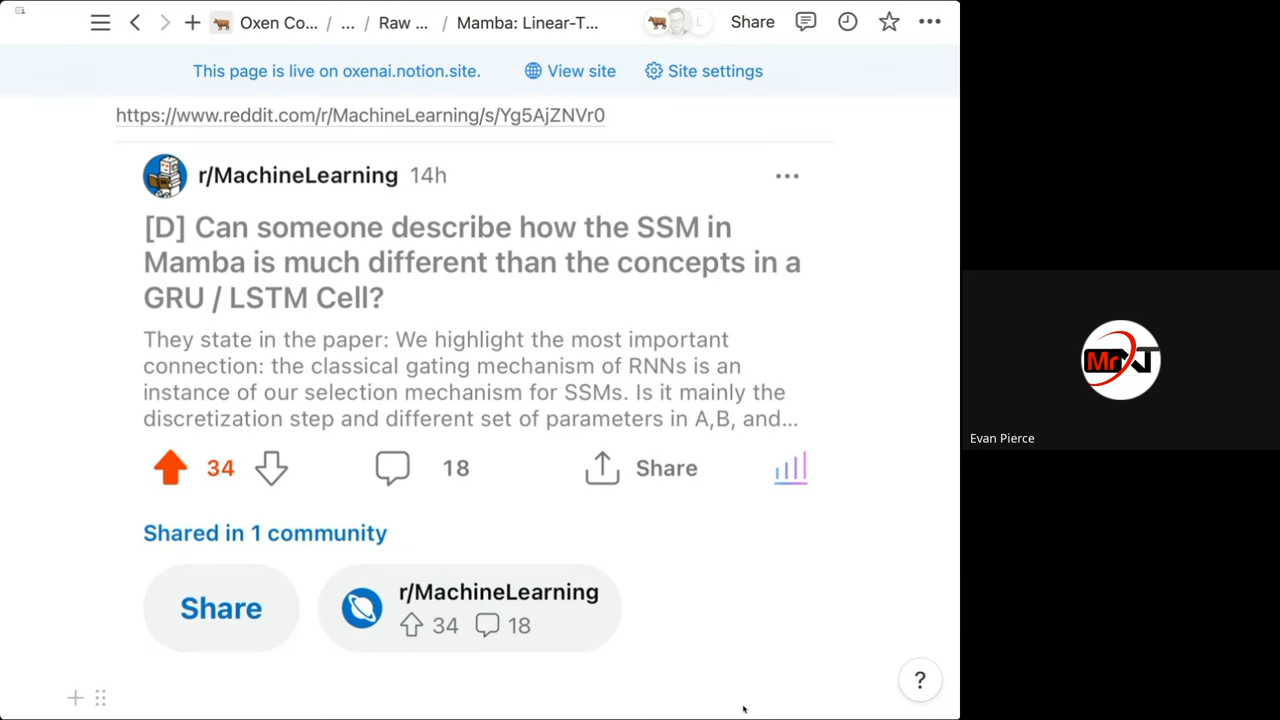 Oxen Co... / ... / Raw ... / Mamba: Linear-T... L Share
This page is live on oxenai.notion.site. View site Site settings
https://www.reddit.com/r/MachineLearning/s/Yg5AjZNVr0
r/MachineLearning 14h
[D] Can someone describe how the SSM in
Mamba is much different than the concepts in a
GRU / LSTM Cell?
They state in the paper: We highlight the most important
connection: the classical gating mechanism of RNNs is an
instance of our selection mechanism for SSMs. Is it mainly the
discretization step and different set of parameters in A,B, and...
34 18 Share
Shared in 1 community
Share
r/MachineLearning
34 18
?
MrNT
Evan Pierce